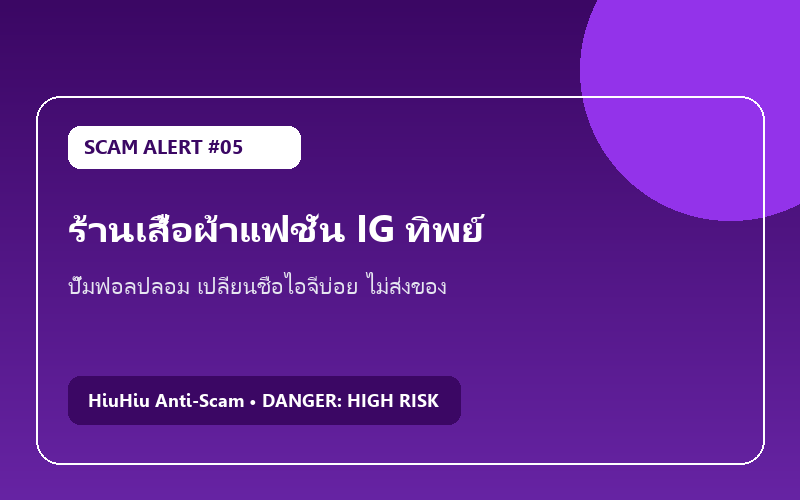 SCAM ALERT #05
ร้านเสื้อผ้าแฟชั่น IG ทิพย์
ปั๊มฟอลปลอม เปลี่ยนชื่อไอจีบ่อย ไม่ส่งของ
HiuHiu Anti-Scam • DANGER: HIGH RISK